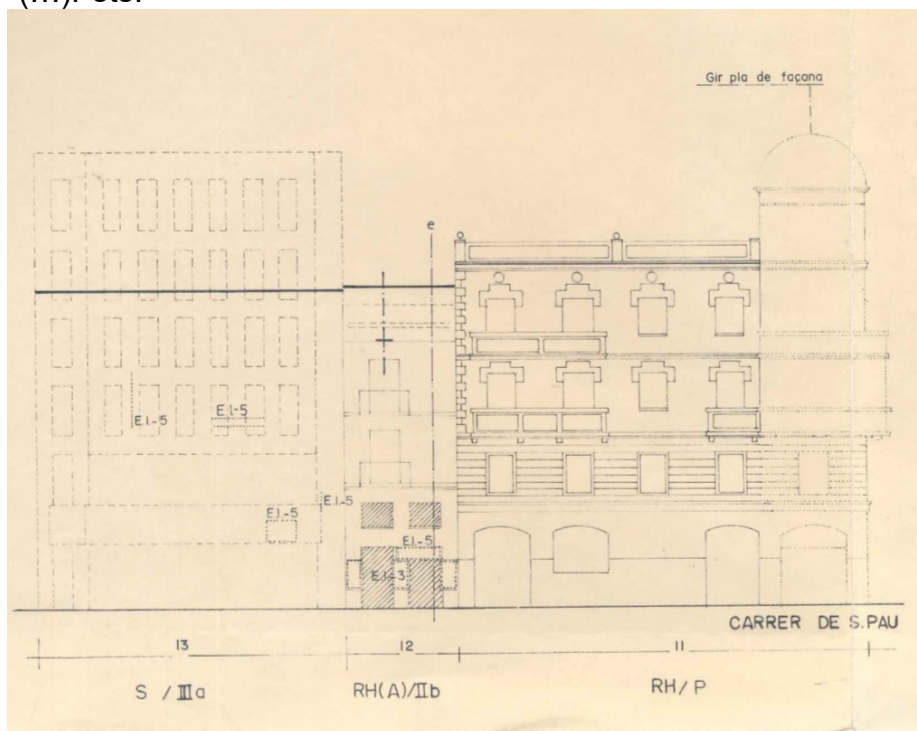 Gir pla de façana
e
E.I.-5
E.I-5
E.I.-5
E.I.-5
E.I.-5
E.I.-3
CARRER DE S.PAU
13
12
11
S / IIIa
RH(A)/IIb
RH/P